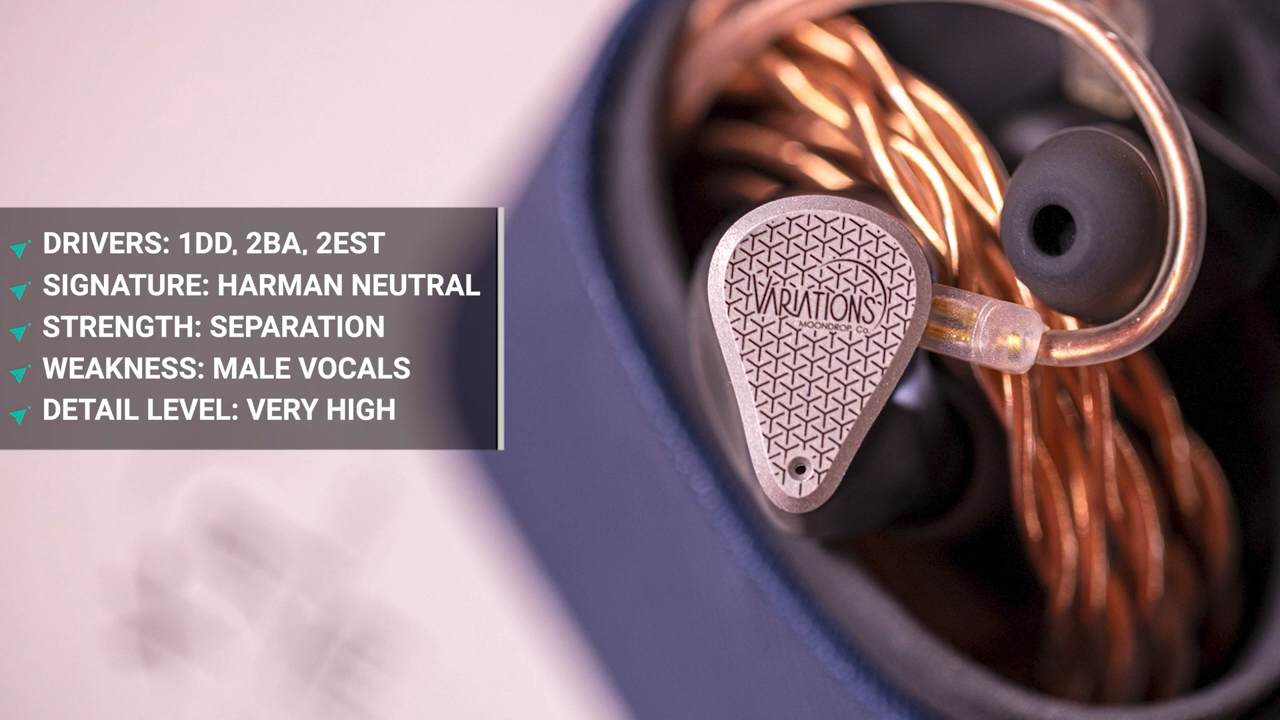 DRIVERS: 1DD, 2BA, 2EST
SIGNATURE: HARMAN NEUTRAL
STRENGTH: SEPARATION
WEAKNESS: MALE VOCALS
DETAIL LEVEL: VERY HIGH
VARIATIONS
MOONDROP Co.